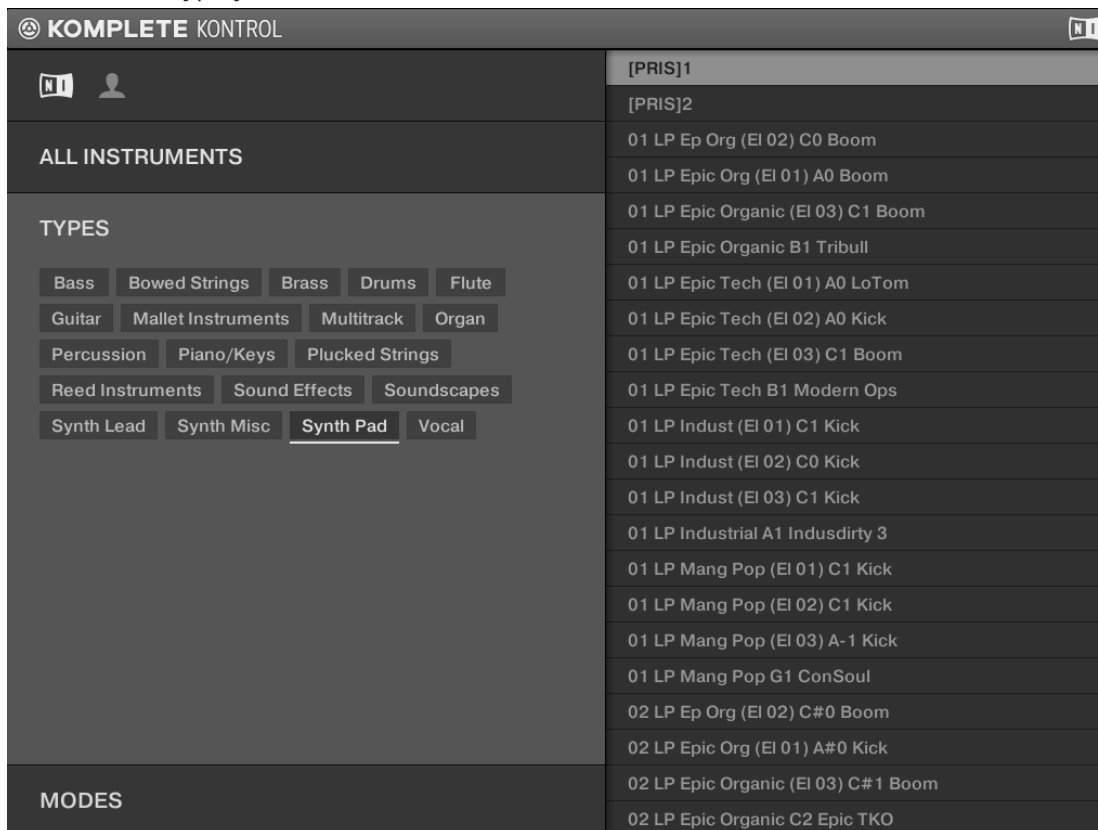 KOMPLETE KONTROL
NI
NI
ALL INSTRUMENTS
TYPES
Bass Bowed Strings Brass Drums Flute
Guitar Mallet Instruments Multitrack Organ
Percussion Piano/Keys Plucked Strings
Reed Instruments Sound Effects Soundscapes
Synth Lead Synth Misc Synth Pad Vocal
MODES
[PRIS]1
[PRIS]2
01 LP Ep Org (El 02) C0 Boom
01 LP Epic Org (El 01) A0 Boom
01 LP Epic Organic (El 03) C1 Boom
01 LP Epic Organic B1 Tribull
01 LP Epic Tech (El 01) A0 LoTom
01 LP Epic Tech (El 02) A0 Kick
01 LP Epic Tech (El 03) C1 Boom
01 LP Epic Tech B1 Modern Ops
01 LP Indust (El 01) C1 Kick
01 LP Indust (El 02) C0 Kick
01 LP Indust (El 03) C1 Kick
01 LP Industrial A1 Indusdirty 3
01 LP Mang Pop (El 01) C1 Kick
01 LP Mang Pop (El 02) C1 Kick
01 LP Mang Pop (El 03) A-1 Kick
01 LP Mang Pop G1 ConSoul
02 LP Ep Org (El 02) C#0 Boom
02 LP Epic Org (El 01) A#0 Kick
02 LP Epic Organic (El 03) C#1 Boom
02 LP Epic Organic C2 Epic TKO